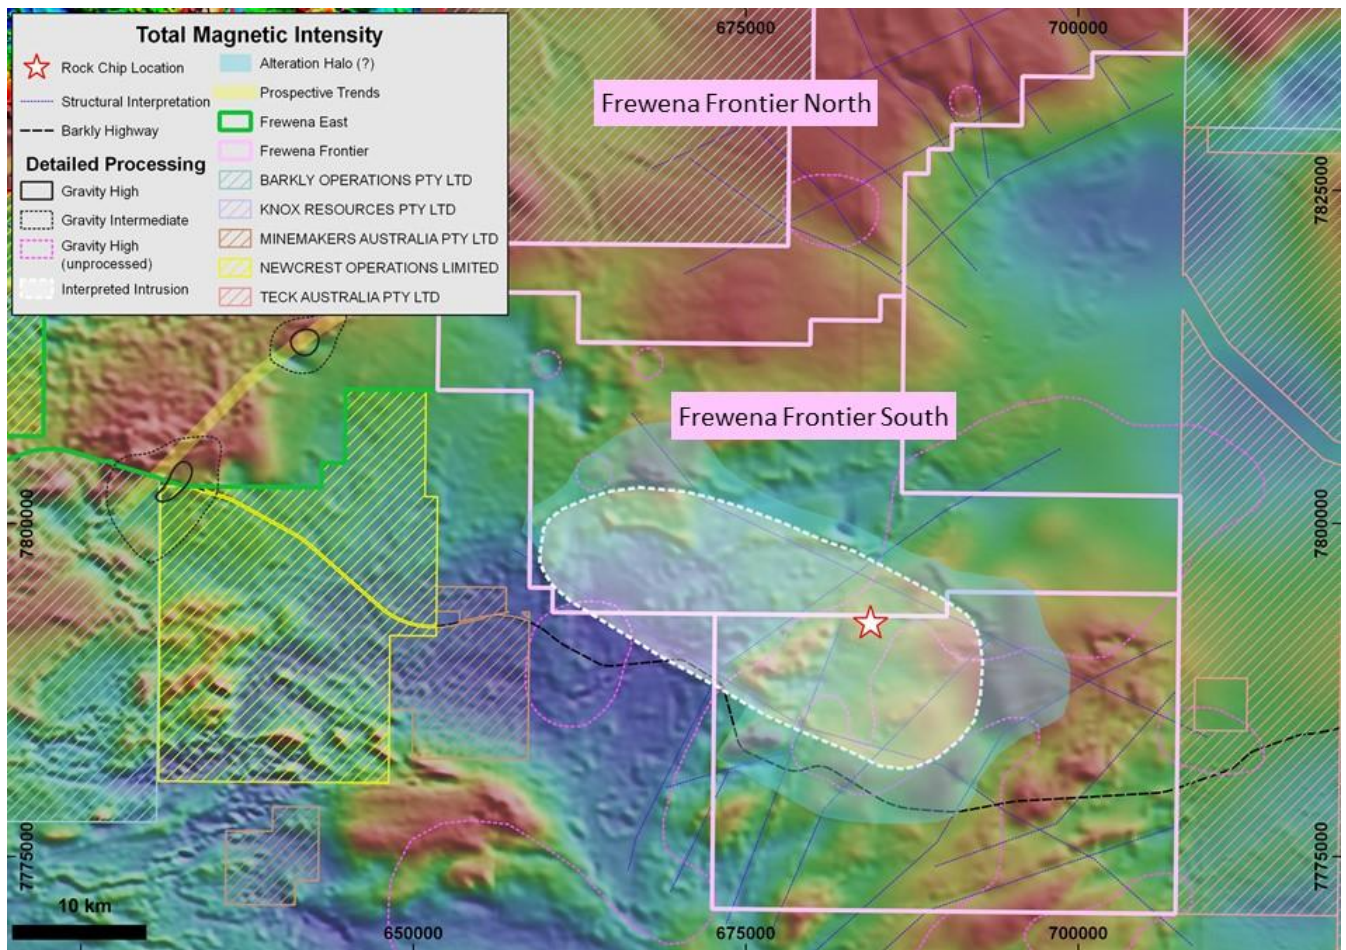 Total Magnetic Intensity
Rock Chip Location
Structural Interpretation
Barkly Highway
Detailed Processing
Gravity High
Gravity Intermediate
Gravity High
(unprocessed)
Interpreted Intrusion
Alteration Halo (?)
Prospective Trends
Frewena East
Frewena Frontier
BARKLY OPERATIONS PTY LTD
KNOX RESOURCES PTY LTD
MINEMAKERS AUSTRALIA PTY LTD
NEWCREST OPERATIONS LIMITED
TECK AUSTRALIA PTY LTD
675000
700000
Frewena Frontier North
7825000
Frewena Frontier South
7800000
7800000
7775000
7775000
10 km
650000
675000
700000